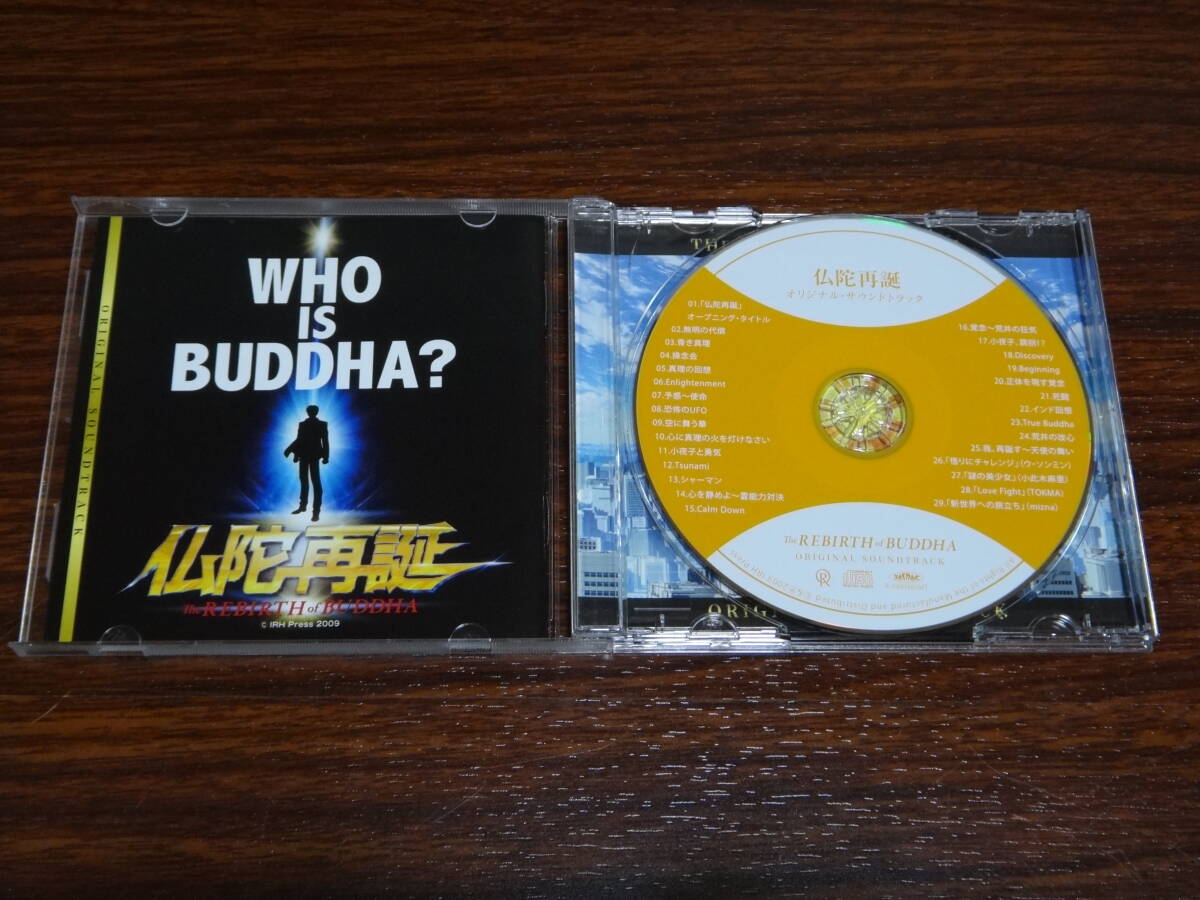 ORIGINAL SOUNDTRACK
WHO
IS
BUDDHA?
仏陀再誕
The REBIRTH of BUDDHA
© IRH Press 2009
仏陀再誕
オリジナル・サウンドトラック
01.「仏陀再誕」
オープニング・タイトル
02.無明の代償
03.青き真理
04.操念会
05.真理の回想
06.Enlightenment
07.予感～使命
08.恐怖のUFO
09.空に舞う華
10.心に真理の火を灯けなさい
11.小夜子と勇気
12.Tsunami
13.シャーマン
14.心を静めよ～霊能力対決
15.Calm Down
16.覚念～荒井の狂気
17.小夜子、錯乱!?
18.Discovery
19.Beginning
20.正体を現す覚念
21.死闘
22.インド回想
23.True Buddha
24.荒井の改心
25.我、再誕す～天使の舞い
26.「悟りにチャレンジ」（ウ・ソンミン）
27.「謎の美少女」（小此木麻里）
28.「Love Fight」（TOKMA）
29.「新世界への旅立ち」（mizna）
The REBIRTH of BUDDHA
ORIGINAL SOUNDTRACK